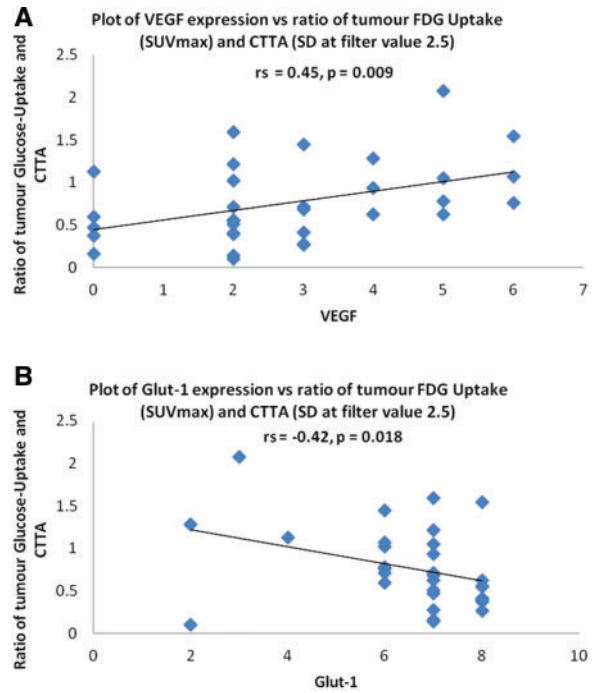 A
Plot of VEGF expression vs ratio of tumour FDG Uptake
(SUVmax) and CTTA (SD at filter value 2.5)
rs = 0.45, p = 0.009
Ratio of tumour Glucose-Uptake and
CTTA
2.5
2
1.5
1
0.5
0
0 1 2 3 4 5 6 7
VEGF
B
Plot of Glut-1 expression vs ratio of tumour FDG Uptake
(SUVmax) and CTTA (SD at filter value 2.5)
rs = -0.42, p = 0.018
Ratio of tumour Glucose-Uptake and
CTTA
2.5
2
1.5
1
0.5
0
0 2 4 6 8 10
Glut-1